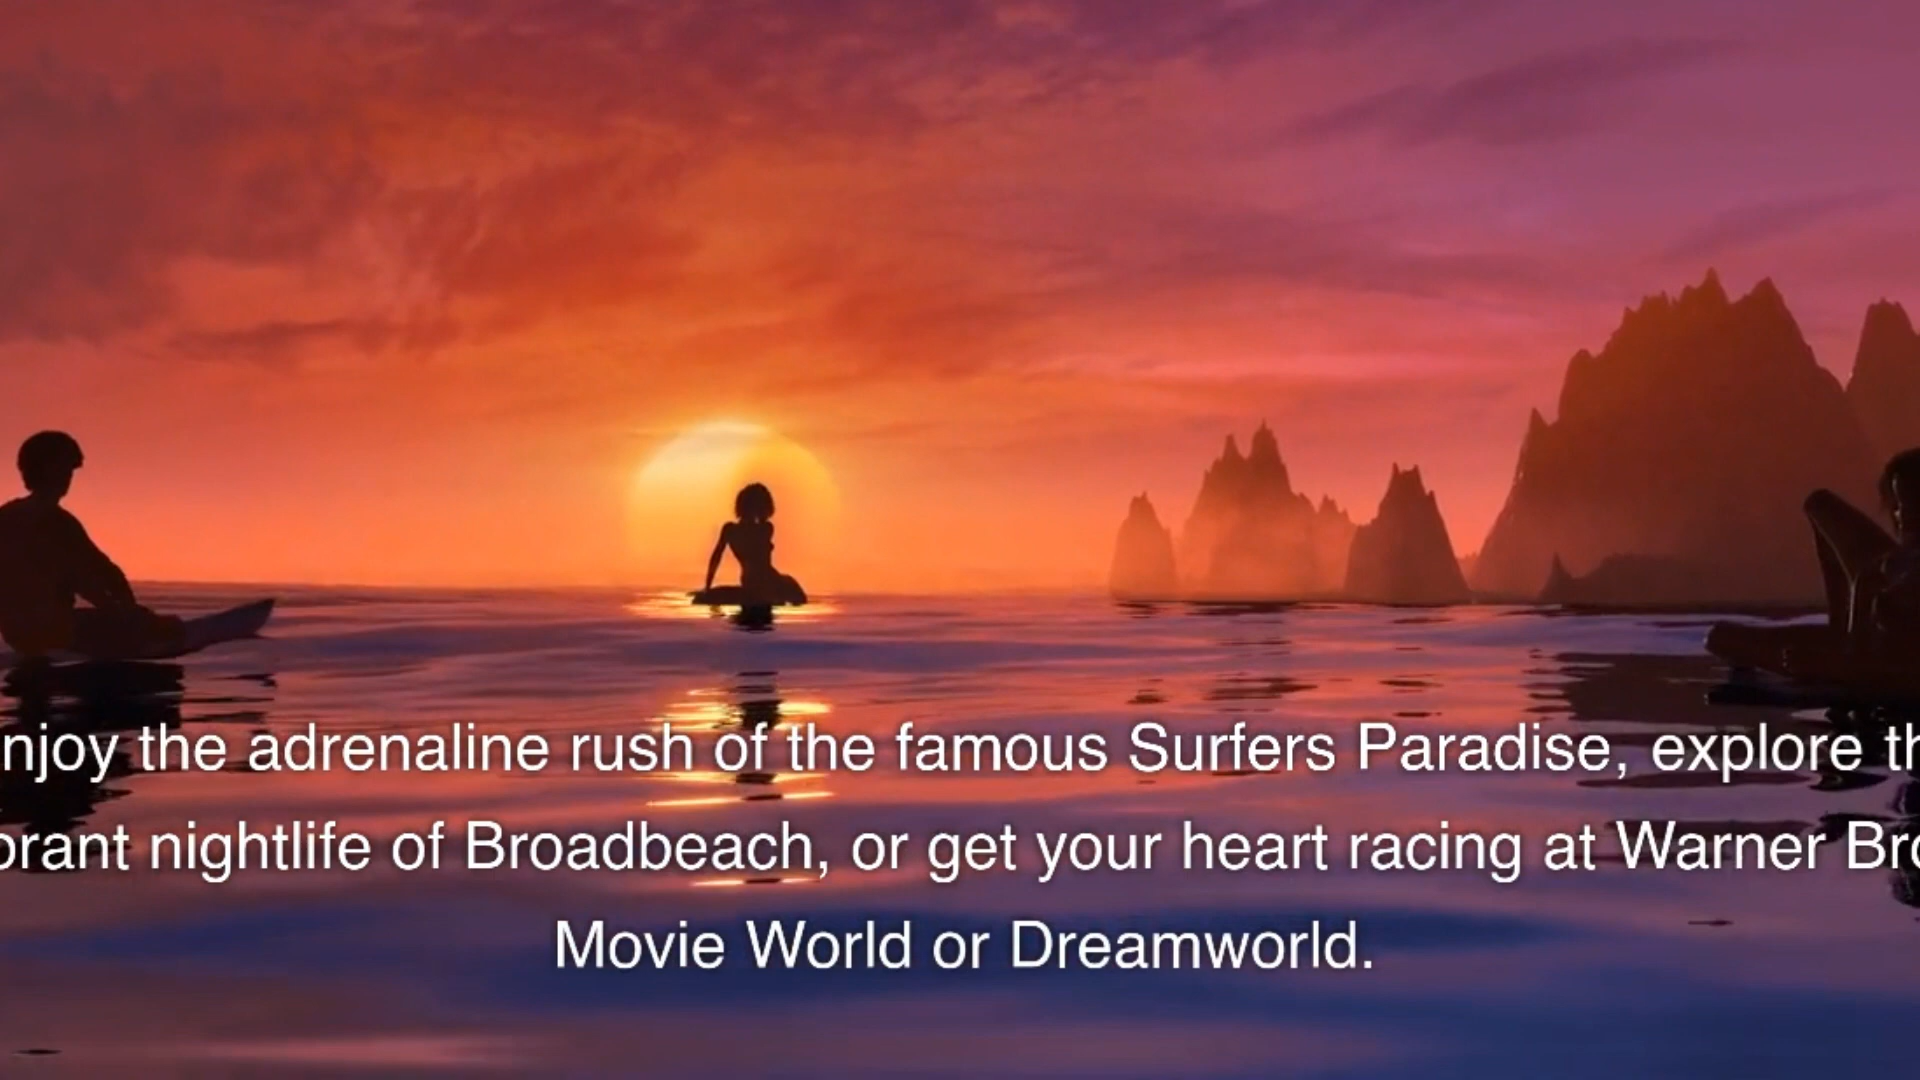 njoy the adrenaline rush of the famous Surfers Paradise, explore th
brant nightlife of Broadbeach, or get your heart racing at Warner Bro
Movie World or Dreamworld.